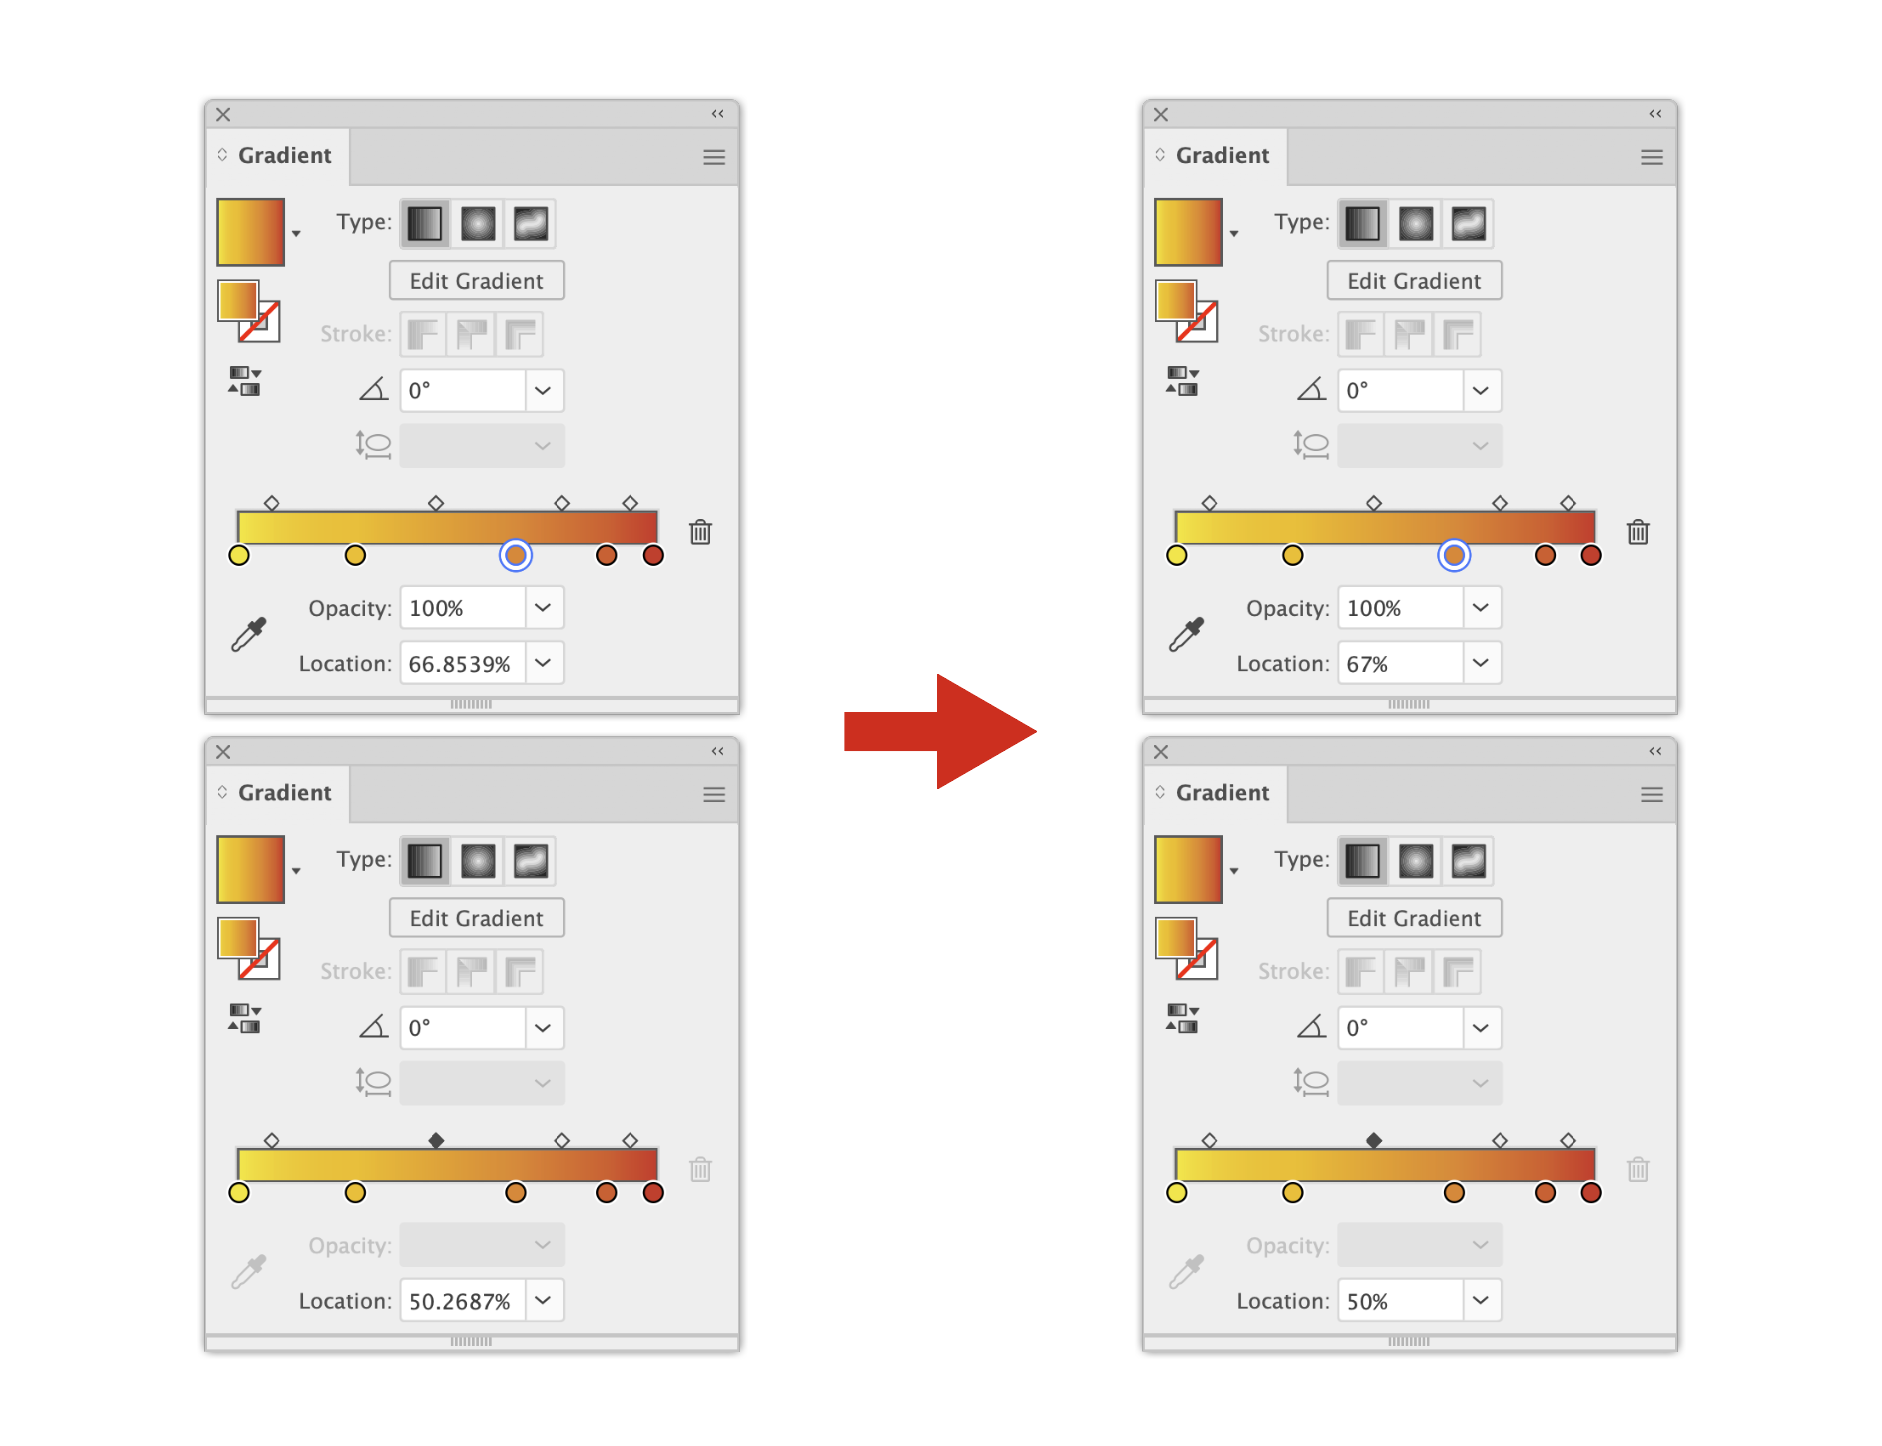 Gradient
Type:
Edit Gradient
Stroke:
0°
Opacity: 100%
Location: 66.8539%
Gradient
Type:
Edit Gradient
Stroke:
0°
Opacity:
Location: 50.2687%
Gradient
Type:
Edit Gradient
Stroke:
0°
Opacity: 100%
Location: 67%
Gradient
Type:
Edit Gradient
Stroke:
0°
Opacity:
Location: 50%